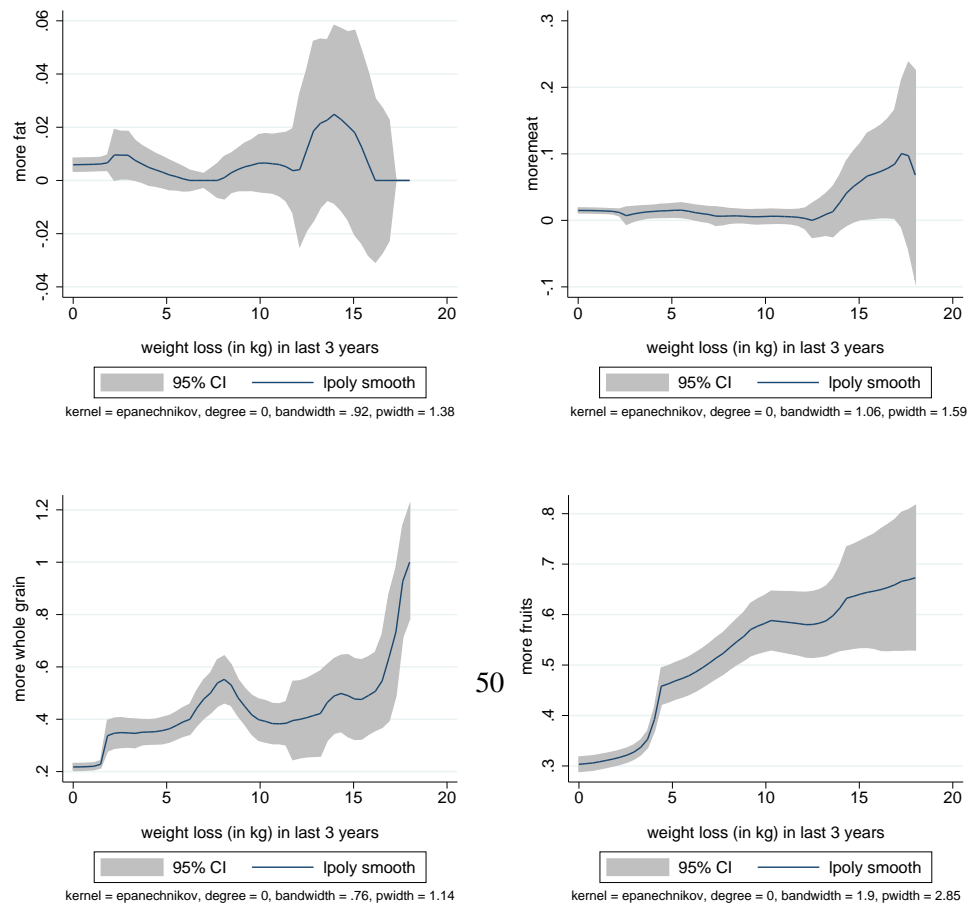 more fat
.06
.04
.02
0
-.02
-.04
0 5 10 15 20
weight loss (in kg) in last 3 years
95% CI lpoly smooth
kernel = epanechnikov, degree = 0, bandwidth = .92, pwidth = 1.38
moremeat
.3
.2
.1
0
-.1
0 5 10 15 20
weight loss (in kg) in last 3 years
95% CI lpoly smooth
kernel = epanechnikov, degree = 0, bandwidth = 1.06, pwidth = 1.59
more whole grain
1.2
1
.8
.6
.4
.2
0 5 10 15 20
weight loss (in kg) in last 3 years
95% CI lpoly smooth
kernel = epanechnikov, degree = 0, bandwidth = .76, pwidth = 1.14
50
more fruits
.8
.7
.6
.5
.4
.3
0 5 10 15 20
weight loss (in kg) in last 3 years
95% CI lpoly smooth
kernel = epanechnikov, degree = 0, bandwidth = 1.9, pwidth = 2.85